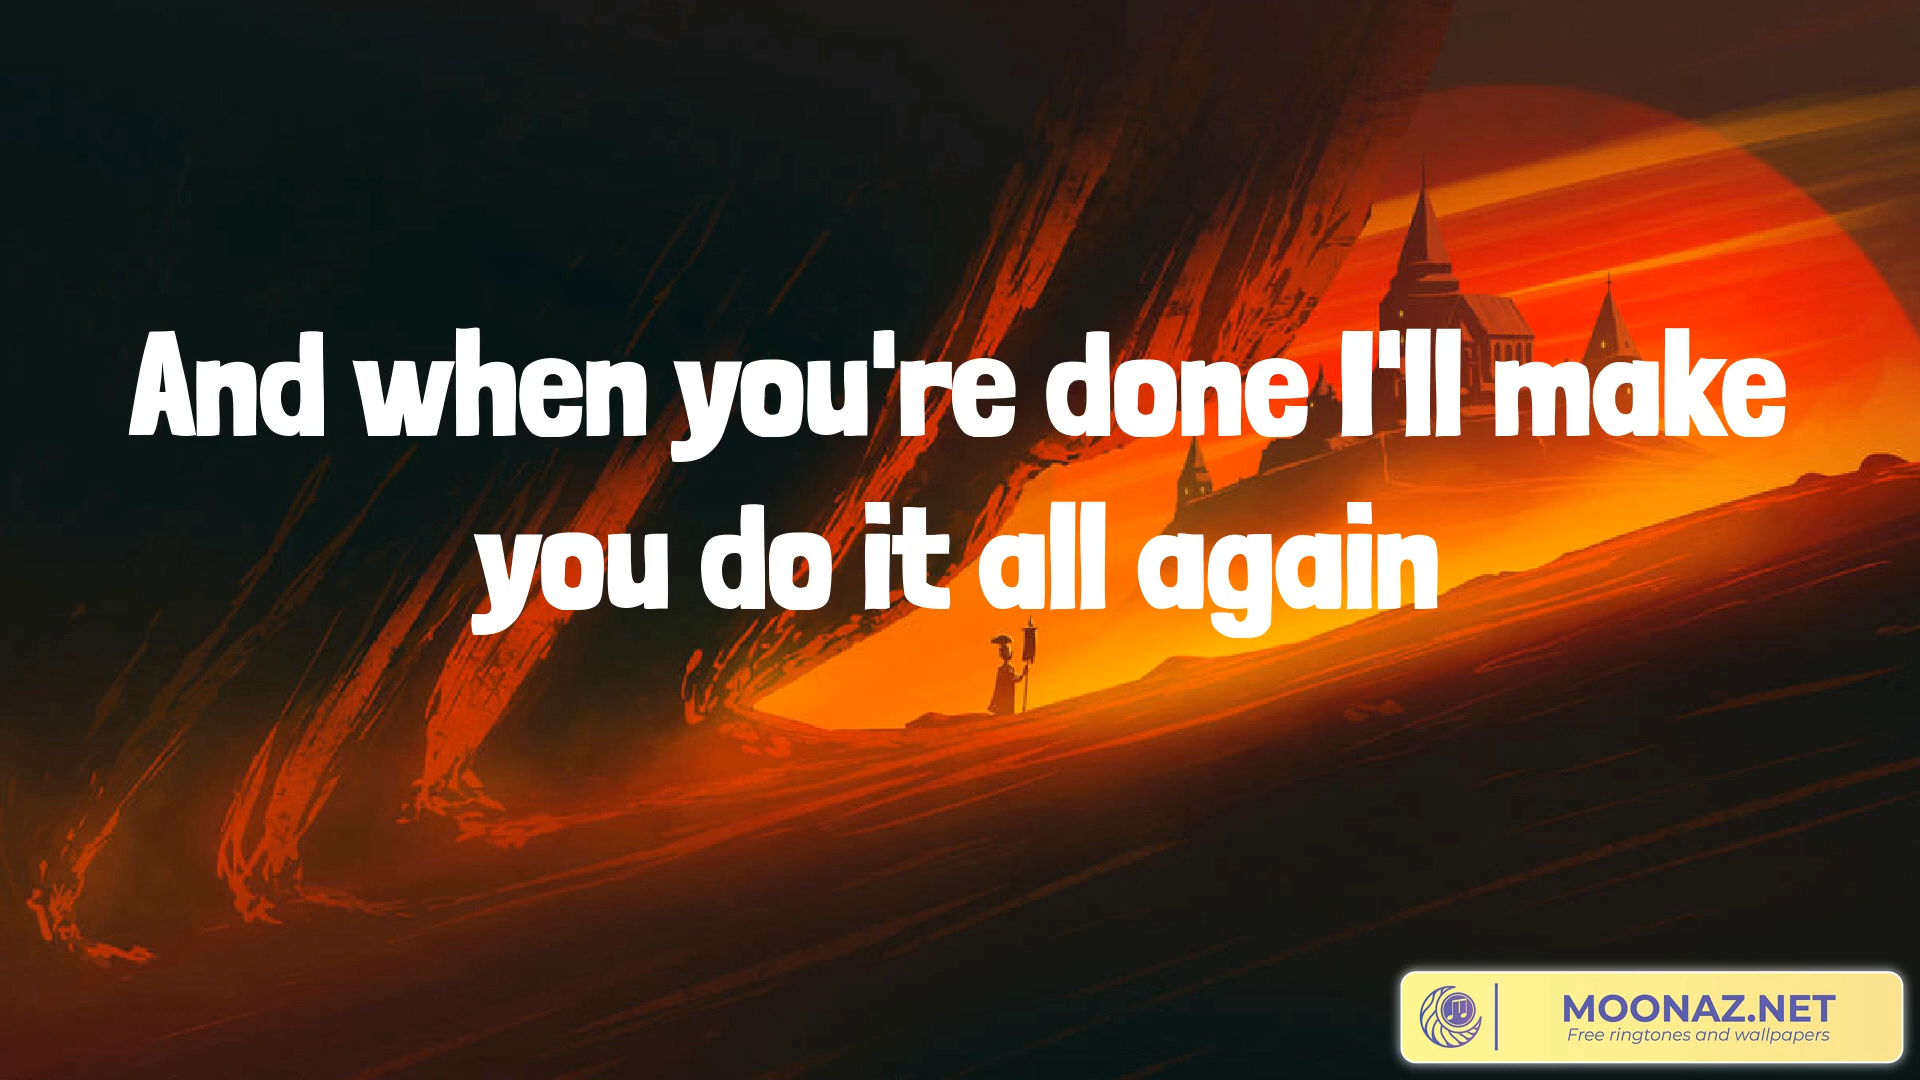 And when you're done I'll make
you do it all again
MOONAZ.NET
Free ringtones and wallpapers